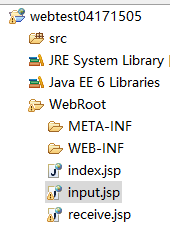 webtest04171505
src
JRE System Library [
Java EE 6 Libraries
WebRoot
META-INF
WEB-INF
index.jsp
input.jsp
receive.jsp